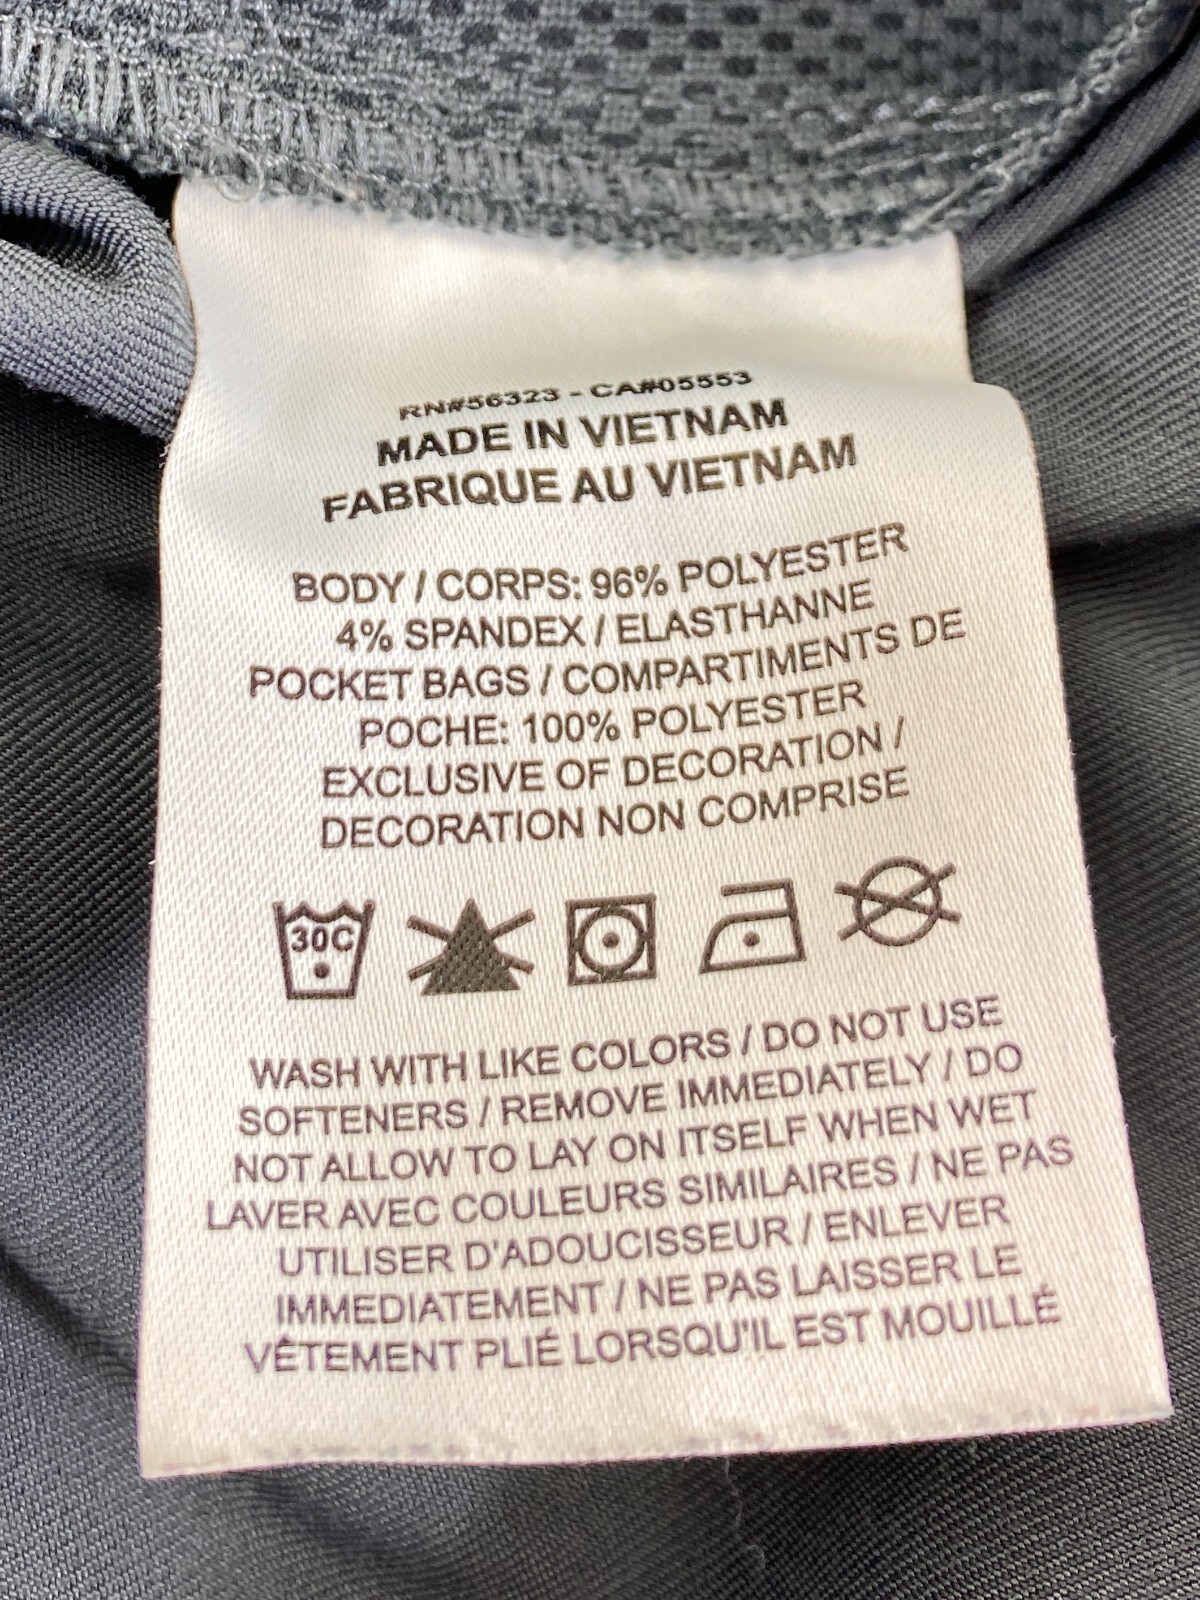 RN#56323 - CA#05553
MADE IN VIETNAM
FABRIQUE AU VIETNAM
BODY / CORPS: 96% POLYESTER
4% SPANDEX / ELASTHANNE
POCKET BAGS / COMPARTIMENTS DE
POCHE: 100% POLYESTER
EXCLUSIVE OF DECORATION /
DECORATION NON COMPRISE
30C
WASH WITH LIKE COLORS / DO NOT USE
SOFTENERS / REMOVE IMMEDIATELY / DO
NOT ALLOW TO LAY ON ITSELF WHEN WET
LAVER AVEC COULEURS SIMILAIRES / NE PAS
UTILISER D'ADOUCISSEUR / ENLEVER
IMMEDIATEMENT / NE PAS LAISSER LE
VÊTEMENT PLIÉ LORSQU'IL EST MOUILLÉ